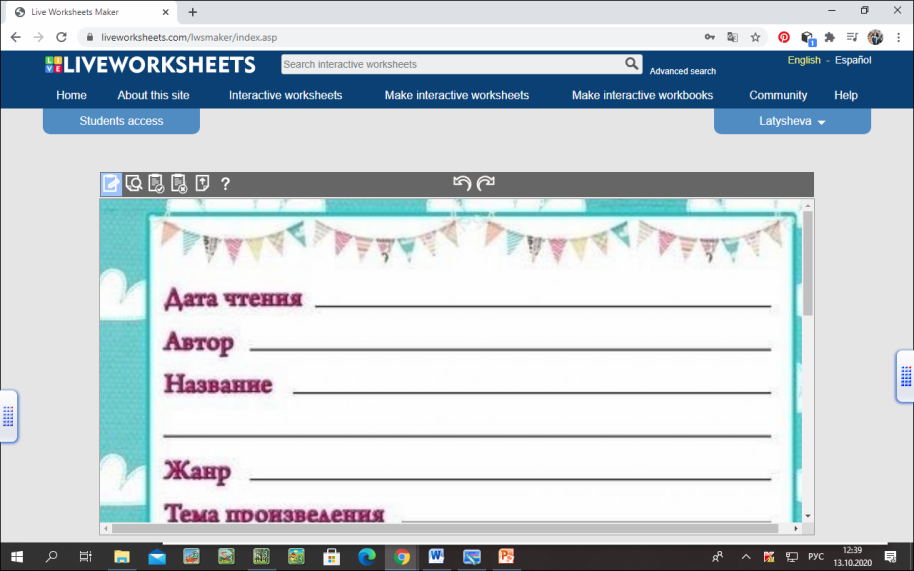 Live Worksheets Maker
liveworksheets.com/lwsmaker/index.asp
LIVE LIVEWORKSHEETS
Search interactive worksheets
Advanced search
English - Español
Home About this site Interactive worksheets Make interactive worksheets Make interactive workbooks Community Help
Students access
Latysheva
?
Дата чтения
Автор
Название
Жанр
Тема произведения
РУС
12:39
13.10.2020